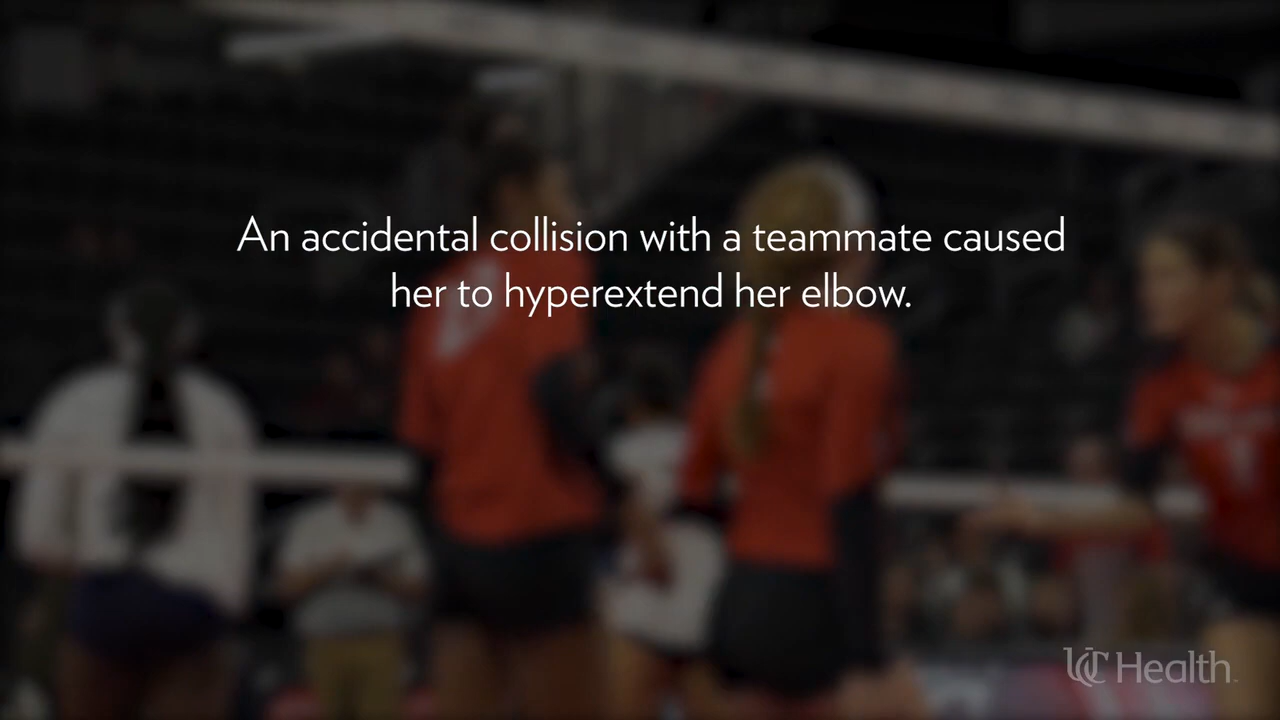 An accidental collision with a teammate caused
her to hyperextend her elbow.
UC Health